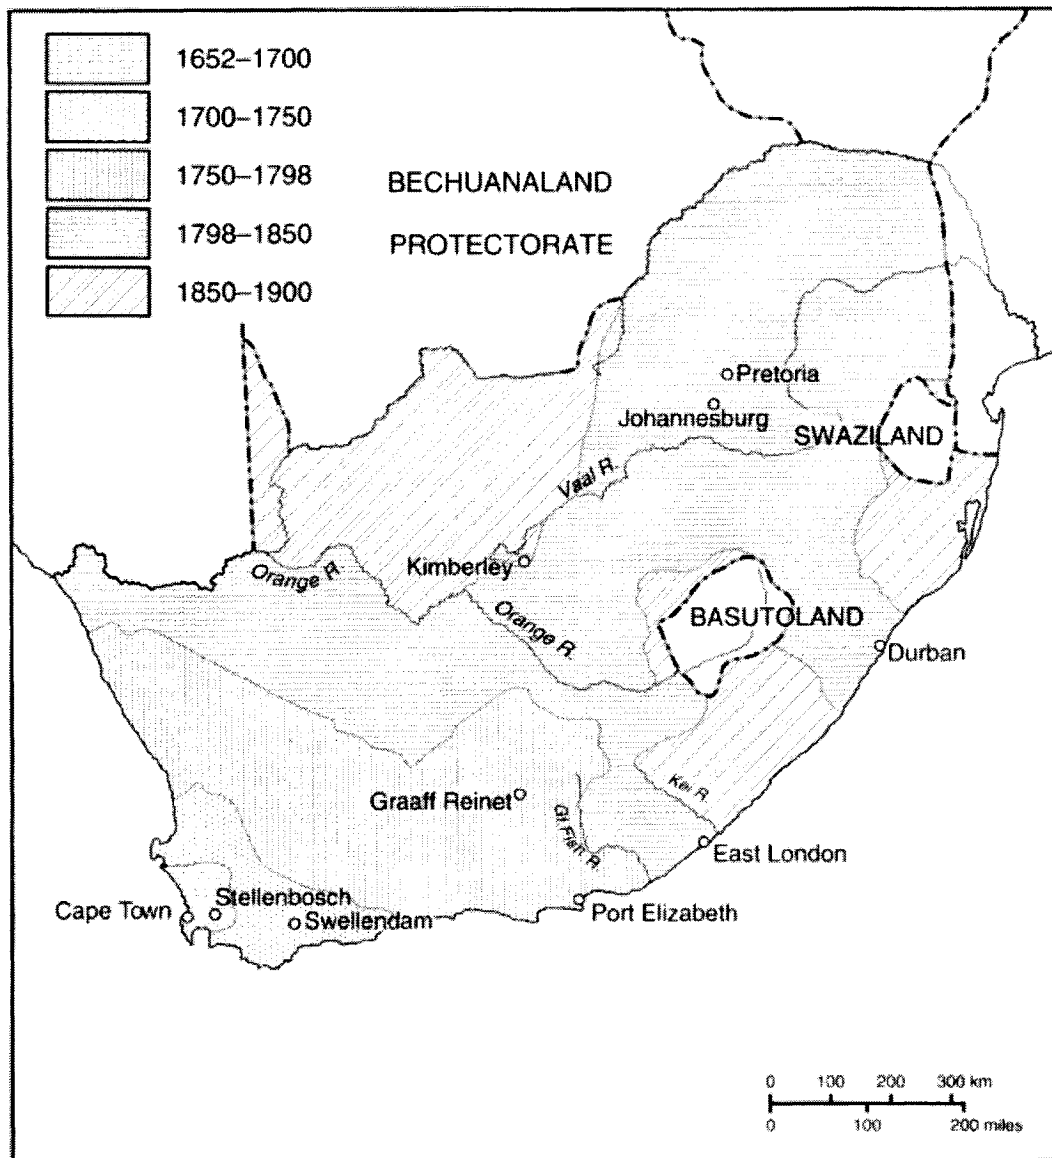 1652–1700
1700–1750
1750–1798
1798–1850
1850–1900
BECHUANALAND
PROTECTORATE
Pretoria
Johannesburg
SWAZILAND
Vaal R.
Kimberley
Orange R.
Orange R.
BASUTOLAND
Durban
Kei R.
Graaff Reinet
Gt Fish R.
East London
Stellenbosch
Cape Town
Swellendam
Port Elizabeth
0 100 200 300 km
0 100 200 miles